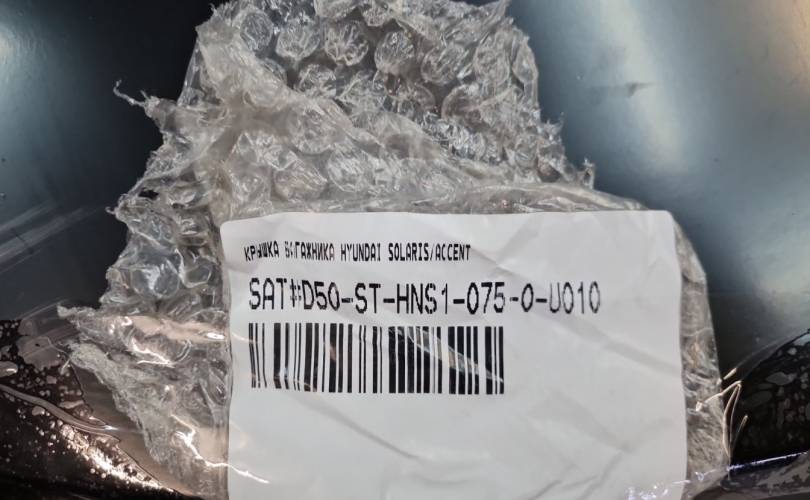 КРЫШКА БАГАЖНИКА HYUNDAI SOLARIS/ACCENT
SAT#D50-ST-HNS1-075-0-U010